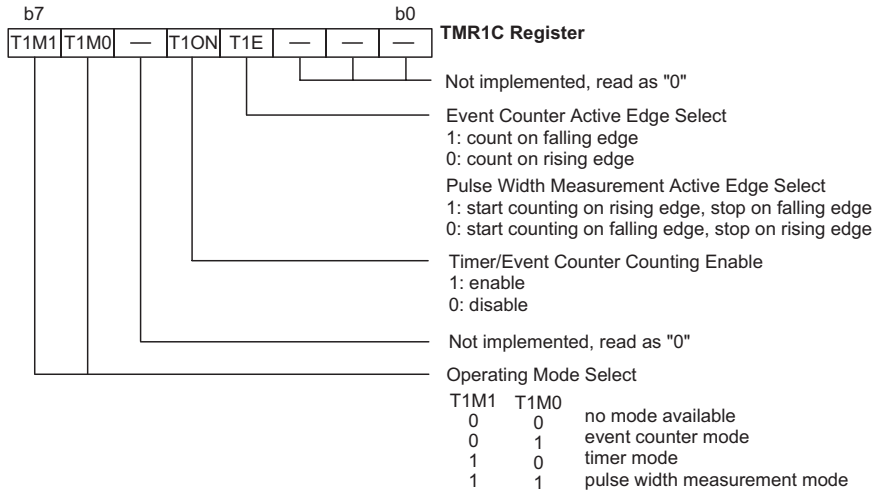 b7 b0
TMR1C Register
T1M1 T1M0 — T1ON T1E — — —
Not implemented, read as "0"
Event Counter Active Edge Select
1: count on falling edge
0: count on rising edge
Pulse Width Measurement Active Edge Select
1: start counting on rising edge, stop on falling edge
0: start counting on falling edge, stop on rising edge
Timer/Event Counter Counting Enable
1: enable
0: disable
Not implemented, read as "0"
Operating Mode Select
T1M1 T1M0
0 0 no mode available
0 1 event counter mode
1 0 timer mode
1 1 pulse width measurement mode